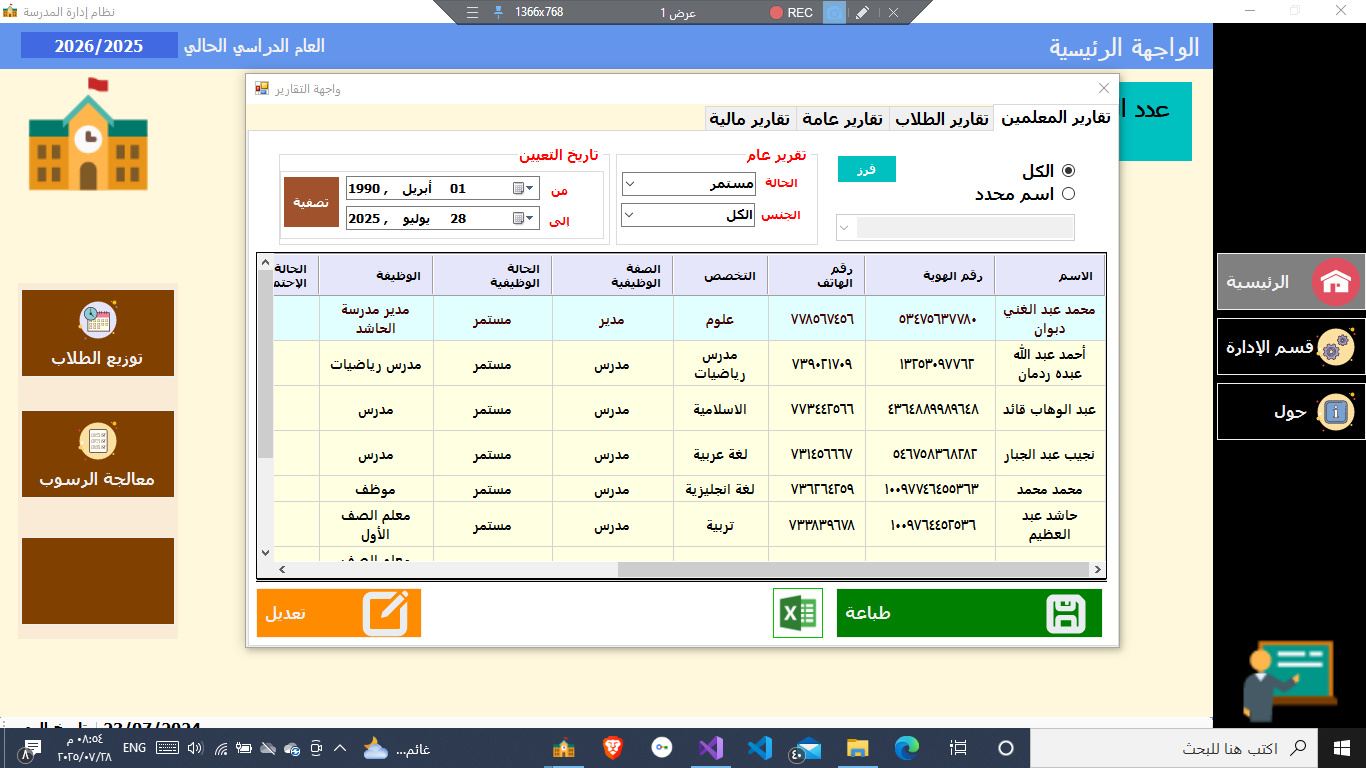 نظام إدارة المدرسة
1366x768
عرض 1
REC
الواجهة الرئيسية
العام الدراسي الحالي
2026/2025
واجهة التقارير
تقارير المعلمين
تقارير الطلاب
تقارير عامة
تقارير مالية
الكل
اسم محدد
فرز
تقرير عام
الحالة
مستمر
الجنس
الكل
تاريخ التعيين
من
01 أبريل , 1990
الى
28 يوليو , 2025
تصفية
الاسم
رقم الهوية
رقم الهاتف
التخصص
الصفة الوظيفية
الحالة الوظيفية
الوظيفة
الحالة
محمد عبد الغني دبوان
٥٣٤٧٥٦٣٧٧٨٠
٧٧٨٥٦٧٤٥٦
علوم
مدير
مستمر
مدير مدرسة الحاشد
أحمد عبد الله عبده ردمان
١٣٢٥٣٠٩٧٧٦٢
٧٣٩٠٢١٧٠٩
مدرس رياضيات
مدرس
مستمر
مدرس رياضيات
عبد الوهاب قائد
٤٣٦٤٨٨٩٩٨٩٦٤٨
٧٧٣٤٤٢٥٦٦
الاسلامية
مدرس
مستمر
مدرس
نجيب عبد الجبار
٥٤٦٧٥٨٣٦٨٢٨٢
٧٣١٤٥٦٦٦٧
لغة عربية
مدرس
مستمر
مدرس
محمد محمد
١٠٠٩٧٧٤٦٤٥٥٣٦٣
٧٣٦٢٦٤٢٥٩
لغة انجليزية
مدرس
مستمر
موظف
حاشد عبد العظيم
١٠٠٩٧٦٤٤٥٢٥٣٦
٧٣٣٨٣٩٦٧٨
تربية
مدرس
مستمر
معلم الصف الأول
معلم الصف
طباعة
تعديل
عدد
الرئيسية
قسم الإدارة
حول
توزيع الطلاب
معالجة الرسوب
23/07/2024
اكتب هنا للبحث
٤٠
غائم...
ENG
٠٨:٥٤ م
٢٠٢٥/٠٧/٢٨
٨